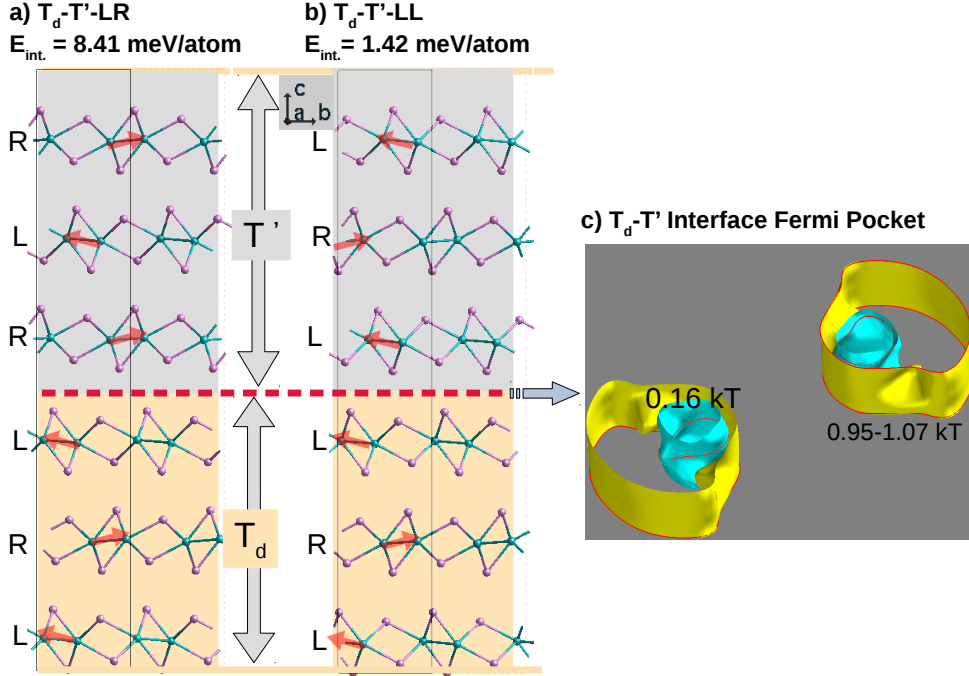 a) Td-T'-LR
Eint. = 8.41 meV/atom
b) Td-T'-LL
Eint. = 1.42 meV/atom
c
a b
R
L
R
L
R
L
T'
Td
L
R
L
L
R
L
c) Td-T' Interface Fermi Pocket
0.16 kT
0.95-1.07 kT